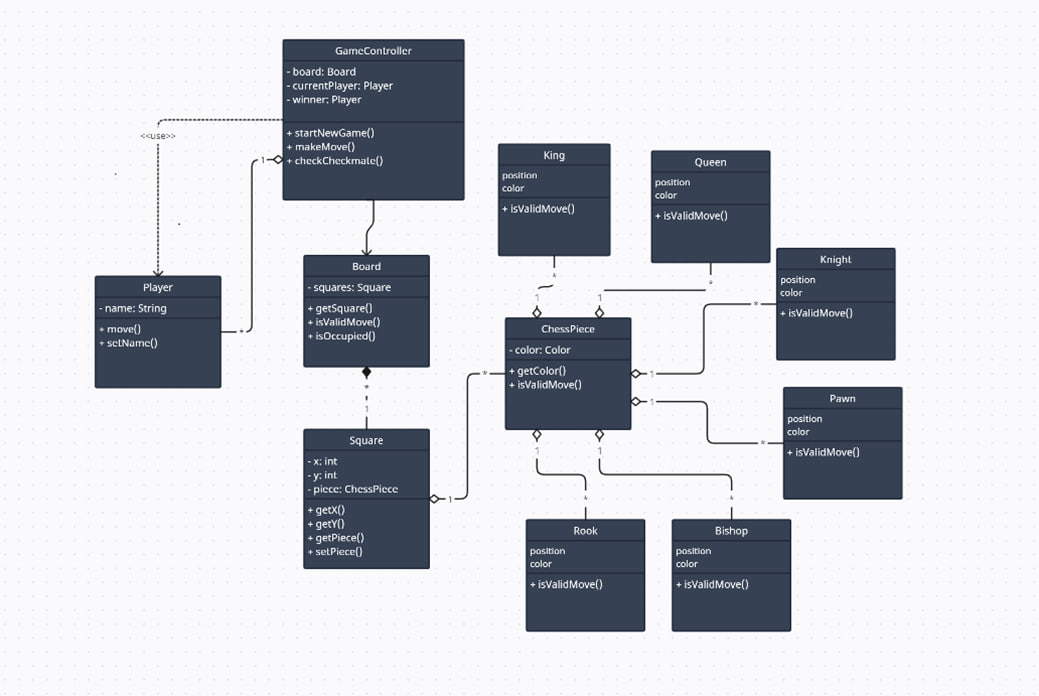 GameController
- board: Board
- currentPlayer: Player
- winner: Player
+ startNewGame()
+ makeMove()
+ checkCheckmate()
<<use>>
1
*
Player
- name: String
+ move()
+ setName()
Board
- squares: Square
+ getSquare()
+ isValidMove()
+ isOccupied()
*
1
Square
- x: int
- y: int
- piece: ChessPiece
+ getX()
+ getY()
+ getPiece()
+ setPiece()
1
*
King
position
color
+ isValidMove()
*
1
Queen
position
color
+ isValidMove()
*
1
Knight
position
color
+ isValidMove()
*
1
ChessPiece
- color: Color
+ getColor()
+ isValidMove()
Pawn
position
color
+ isValidMove()
1
*
1
*
Rook
position
color
+ isValidMove()
1
*
Bishop
position
color
+ isValidMove()